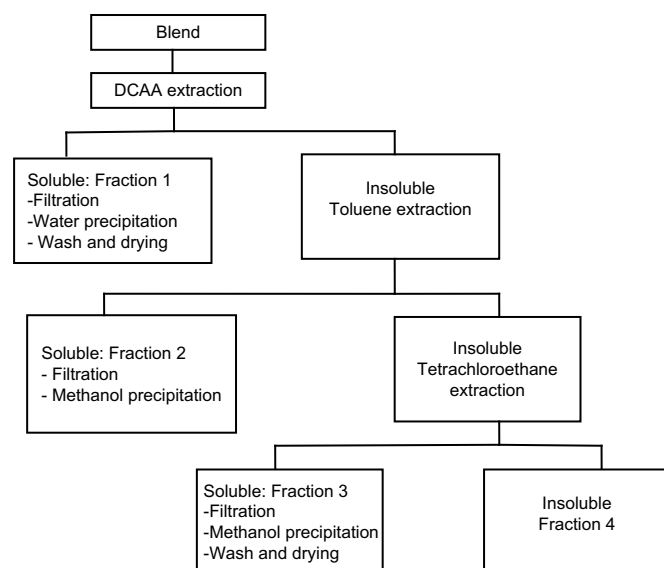 Blend
DCAA extraction
Soluble: Fraction 1
-Filtration
-Water precipitation
- Wash and drying
Insoluble
Toluene extraction
Soluble: Fraction 2
- Filtration
- Methanol precipitation
Insoluble
Tetrachloroethane
extraction
Soluble: Fraction 3
-Filtration
-Methanol precipitation
-Wash and drying
Insoluble
Fraction 4